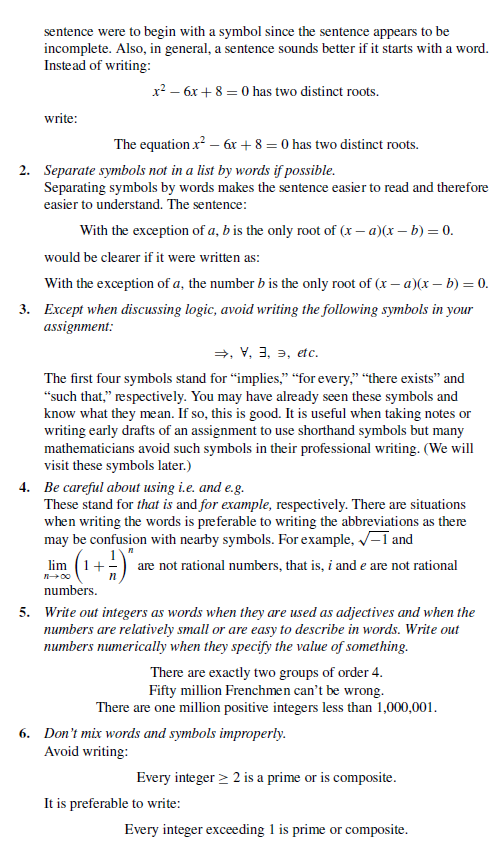 sentence were to begin with a symbol since the sentence appears to be
incomplete. Also, in general, a sentence sounds better if it starts with a word.
Instead of writing:
x² − 6x + 8 = 0 has two distinct roots.
write:
The equation x² − 6x + 8 = 0 has two distinct roots.
2. Separate symbols not in a list by words if possible.
Separating symbols by words makes the sentence easier to read and therefore
easier to understand. The sentence:
With the exception of a, b is the only root of (x − a)(x − b) = 0.
would be clearer if it were written as:
With the exception of a, the number b is the only root of (x − a)(x − b) = 0.
3. Except when discussing logic, avoid writing the following symbols in your
assignment:
⇒, ∀, ∃, ∋, etc.
The first four symbols stand for “implies,” “for every,” “there exists” and
“such that,” respectively. You may have already seen these symbols and
know what they mean. If so, this is good. It is useful when taking notes or
writing early drafts of an assignment to use shorthand symbols but many
mathematicians avoid such symbols in their professional writing. (We will
visit these symbols later.)
4. Be careful about using i.e. and e.g.
These stand for that is and for example, respectively. There are situations
when writing the words is preferable to writing the abbreviations as there
may be confusion with nearby symbols. For example, √−1 and
lim n→∞ (1 + 1/n)ⁿ are not rational numbers, that is, i and e are not rational
numbers.
5. Write out integers as words when they are used as adjectives and when the
numbers are relatively small or are easy to describe in words. Write out
numbers numerically when they specify the value of something.
There are exactly two groups of order 4.
Fifty million Frenchmen can’t be wrong.
There are one million positive integers less than 1,000,001.
6. Don’t mix words and symbols improperly.
Avoid writing:
Every integer ≥ 2 is a prime or is composite.
It is preferable to write:
Every integer exceeding 1 is prime or composite.